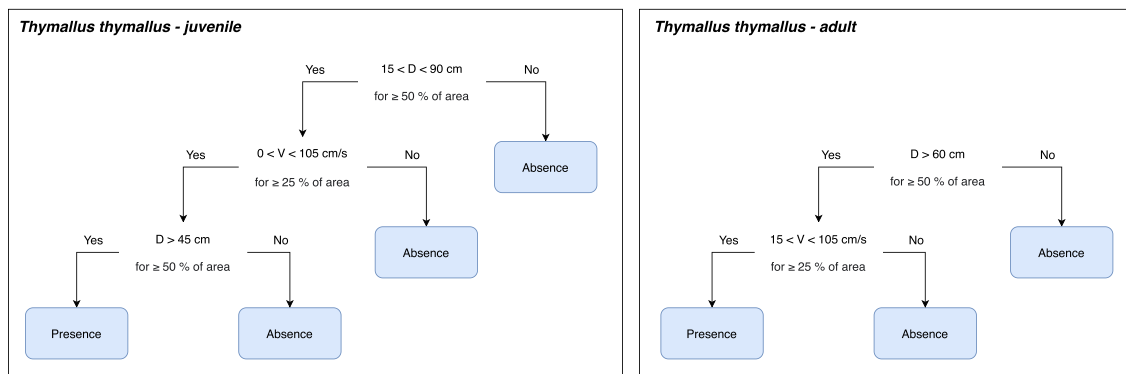 Thymallus thymallus - juvenile
Yes
15 < D < 90 cm
No
for ≥ 50 % of area
Yes
0 < V < 105 cm/s
No
for ≥ 25 % of area
Absence
Yes
D > 45 cm
No
for ≥ 50 % of area
Absence
Presence
Absence
Thymallus thymallus - adult
Yes
D > 60 cm
No
for ≥ 50 % of area
Yes
15 < V < 105 cm/s
No
for ≥ 25 % of area
Absence
Presence
Absence